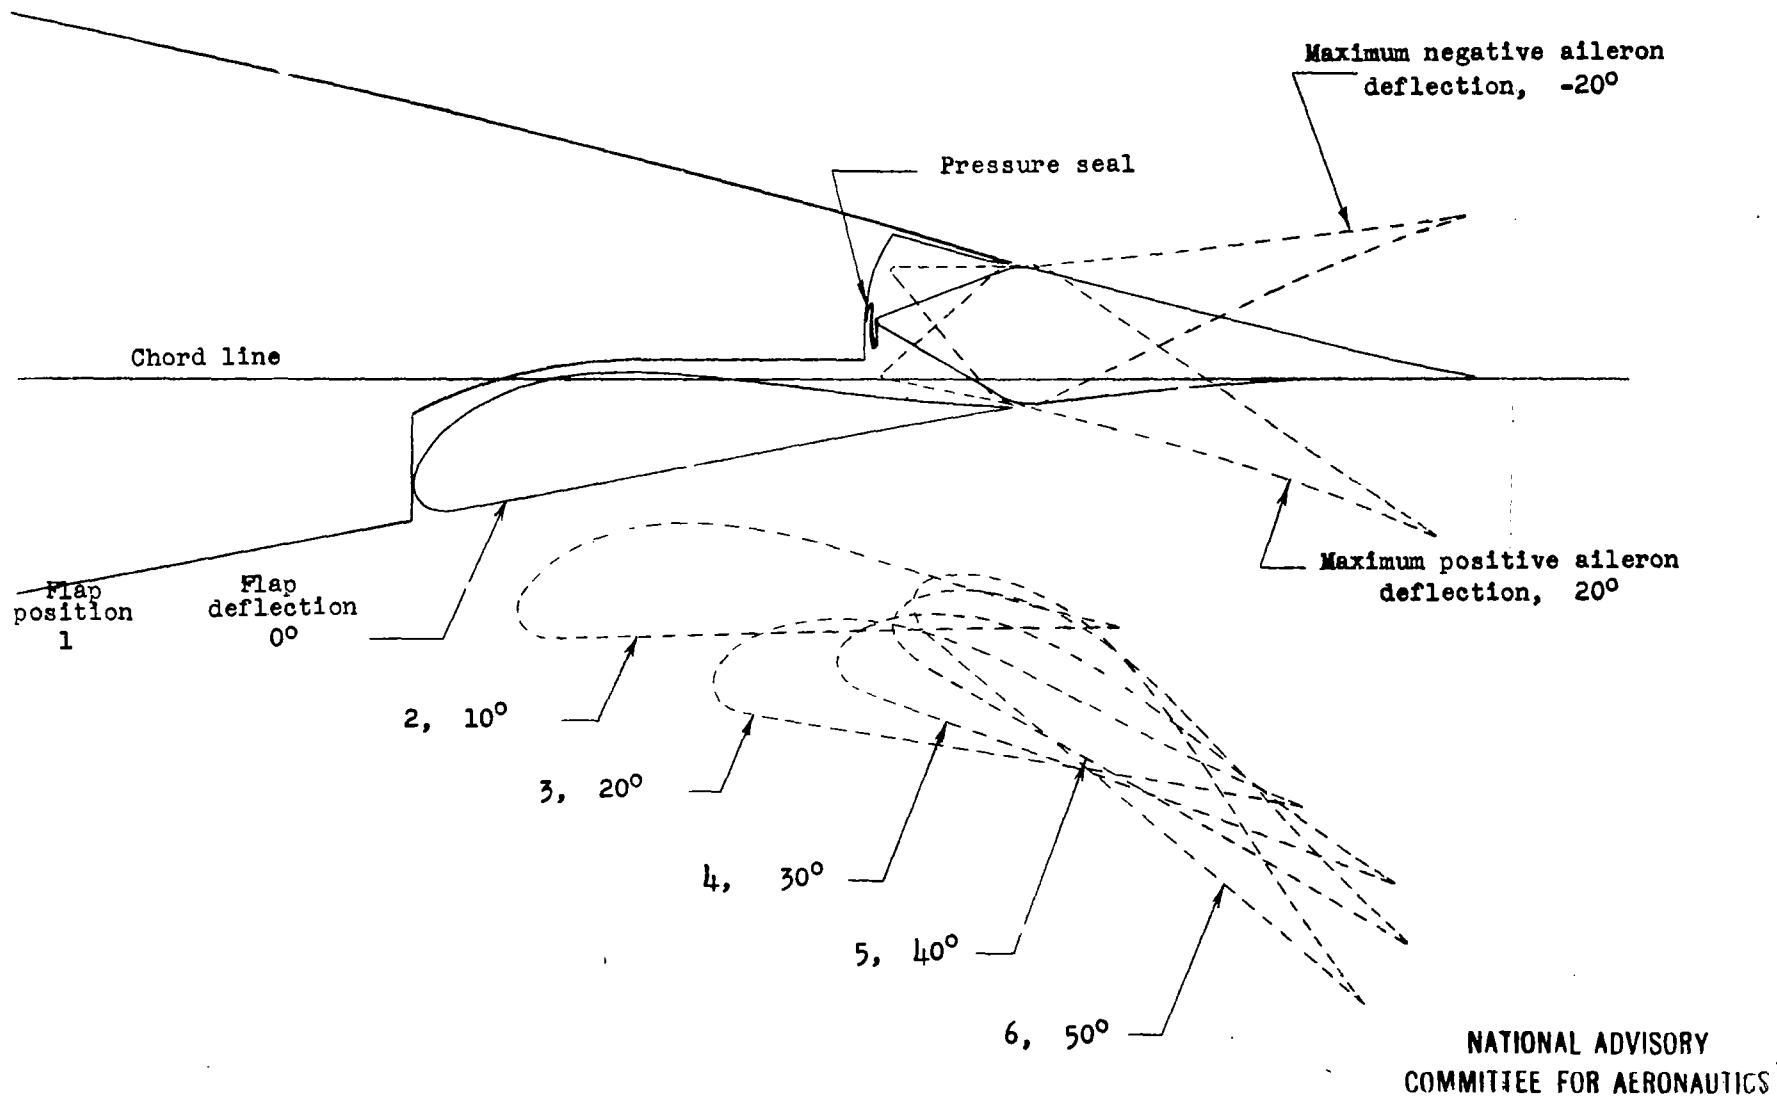 Maximum negative aileron
deflection, -20°
Pressure seal
Chord line
Maximum positive aileron
deflection, 20°
Flap
position
1
Flap
deflection
0°
2, 10°
3, 20°
4, 30°
5, 40°
6, 50°
NATIONAL ADVISORY
COMMITTEE FOR AERONAUTICS